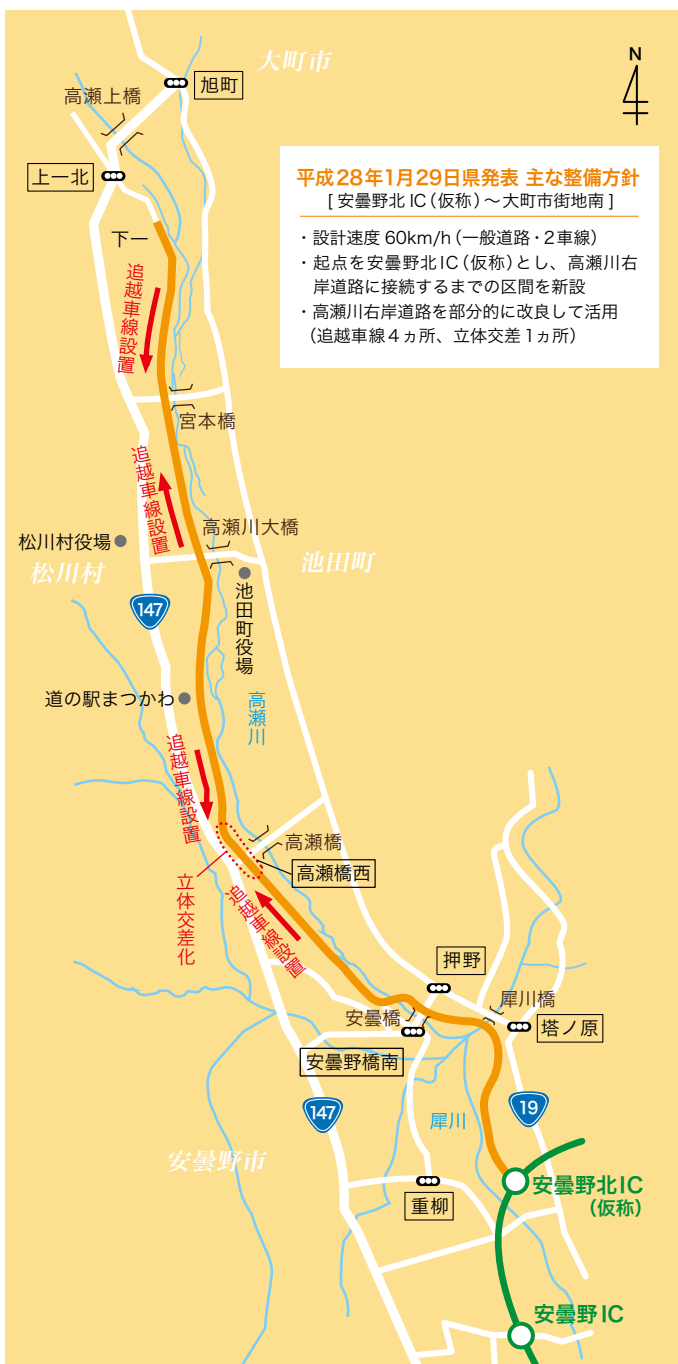 大町市
N
旭町
高瀬上橋
上一北
平成28年1月29日県発表 主な整備方針
[ 安曇野北 IC（仮称）～大町市街地南 ]
・設計速度 60km/h（一般道路・2車線）
・起点を安曇野北IC（仮称）とし、高瀬川右
岸道路に接続するまでの区間を新設
・高瀬川右岸道路を部分的に改良して活用
（追越車線4ヵ所、立体交差1ヵ所）
下一
追越車線設置
宮本橋
追越車線設置
高瀬川大橋
松川村役場
松川村
池田町
147
池田町役場
道の駅まつかわ
高瀬川
追越車線設置
高瀬橋
高瀬橋西
立体交差化
追越車線設置
押野
犀川橋
安曇橋
塔ノ原
安曇野橋南
19
147
犀川
安曇野市
安曇野北IC
（仮称）
重柳
安曇野IC